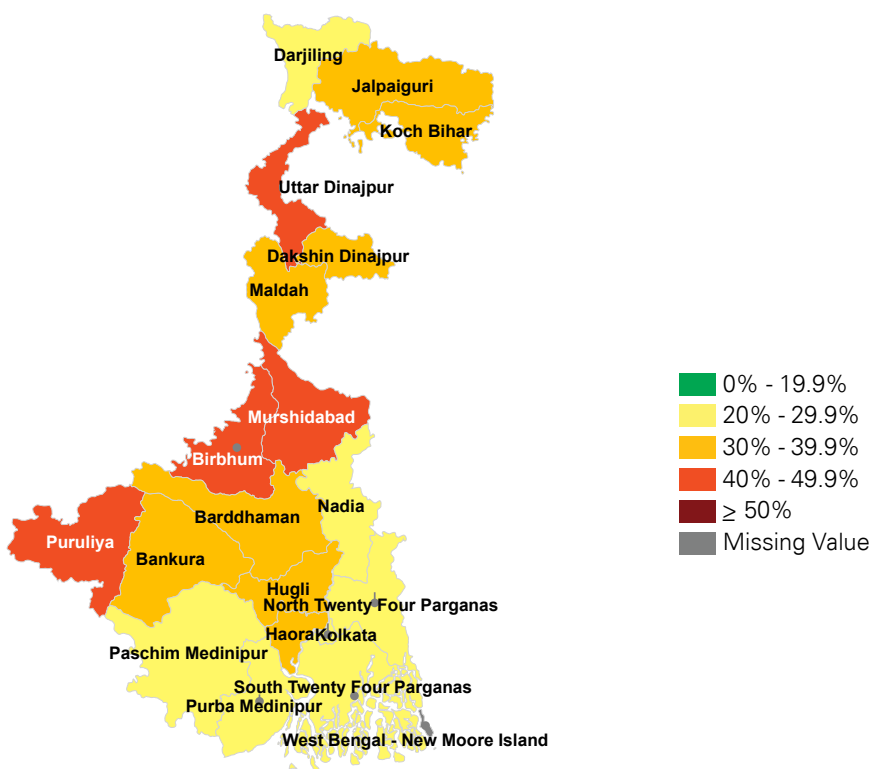 Darjiling
Jalpaiguri
Koch Bihar
Uttar Dinajpur
Dakshin Dinajpur
Maldah
Murshidabad
Birbhum
Nadia
Barddhaman
Puruliya
Bankura
Hugli
North Twenty Four Parganas
Haora
Kolkata
Paschim Medinipur
South Twenty Four Parganas
Purba Medinipur
West Bengal - New Moore Island
0% - 19.9%
20% - 29.9%
30% - 39.9%
40% - 49.9%
≥ 50%
Missing Value